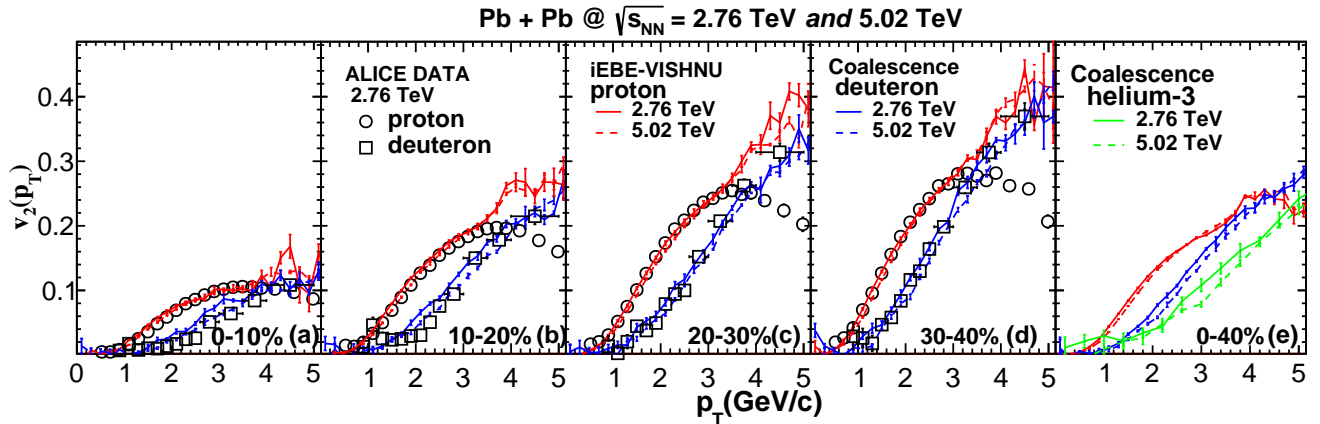 Pb + Pb @ √s_NN = 2.76 TeV and 5.02 TeV
v_2(p_T)
0.4
0.3
0.2
0.1
0
ALICE DATA
2.76 TeV
proton
deuteron
iEBE-VISHNU
proton
2.76 TeV
5.02 TeV
Coalescence
deuteron
2.76 TeV
5.02 TeV
Coalescence
helium-3
2.76 TeV
5.02 TeV
0-10% (a)
10-20% (b)
20-30% (c)
30-40% (d)
0-40% (e)
0 1 2 3 4 5
1 2 3 4 5
1 2 3 4 5
1 2 3 4 5
1 2 3 4 5
p_T(GeV/c)